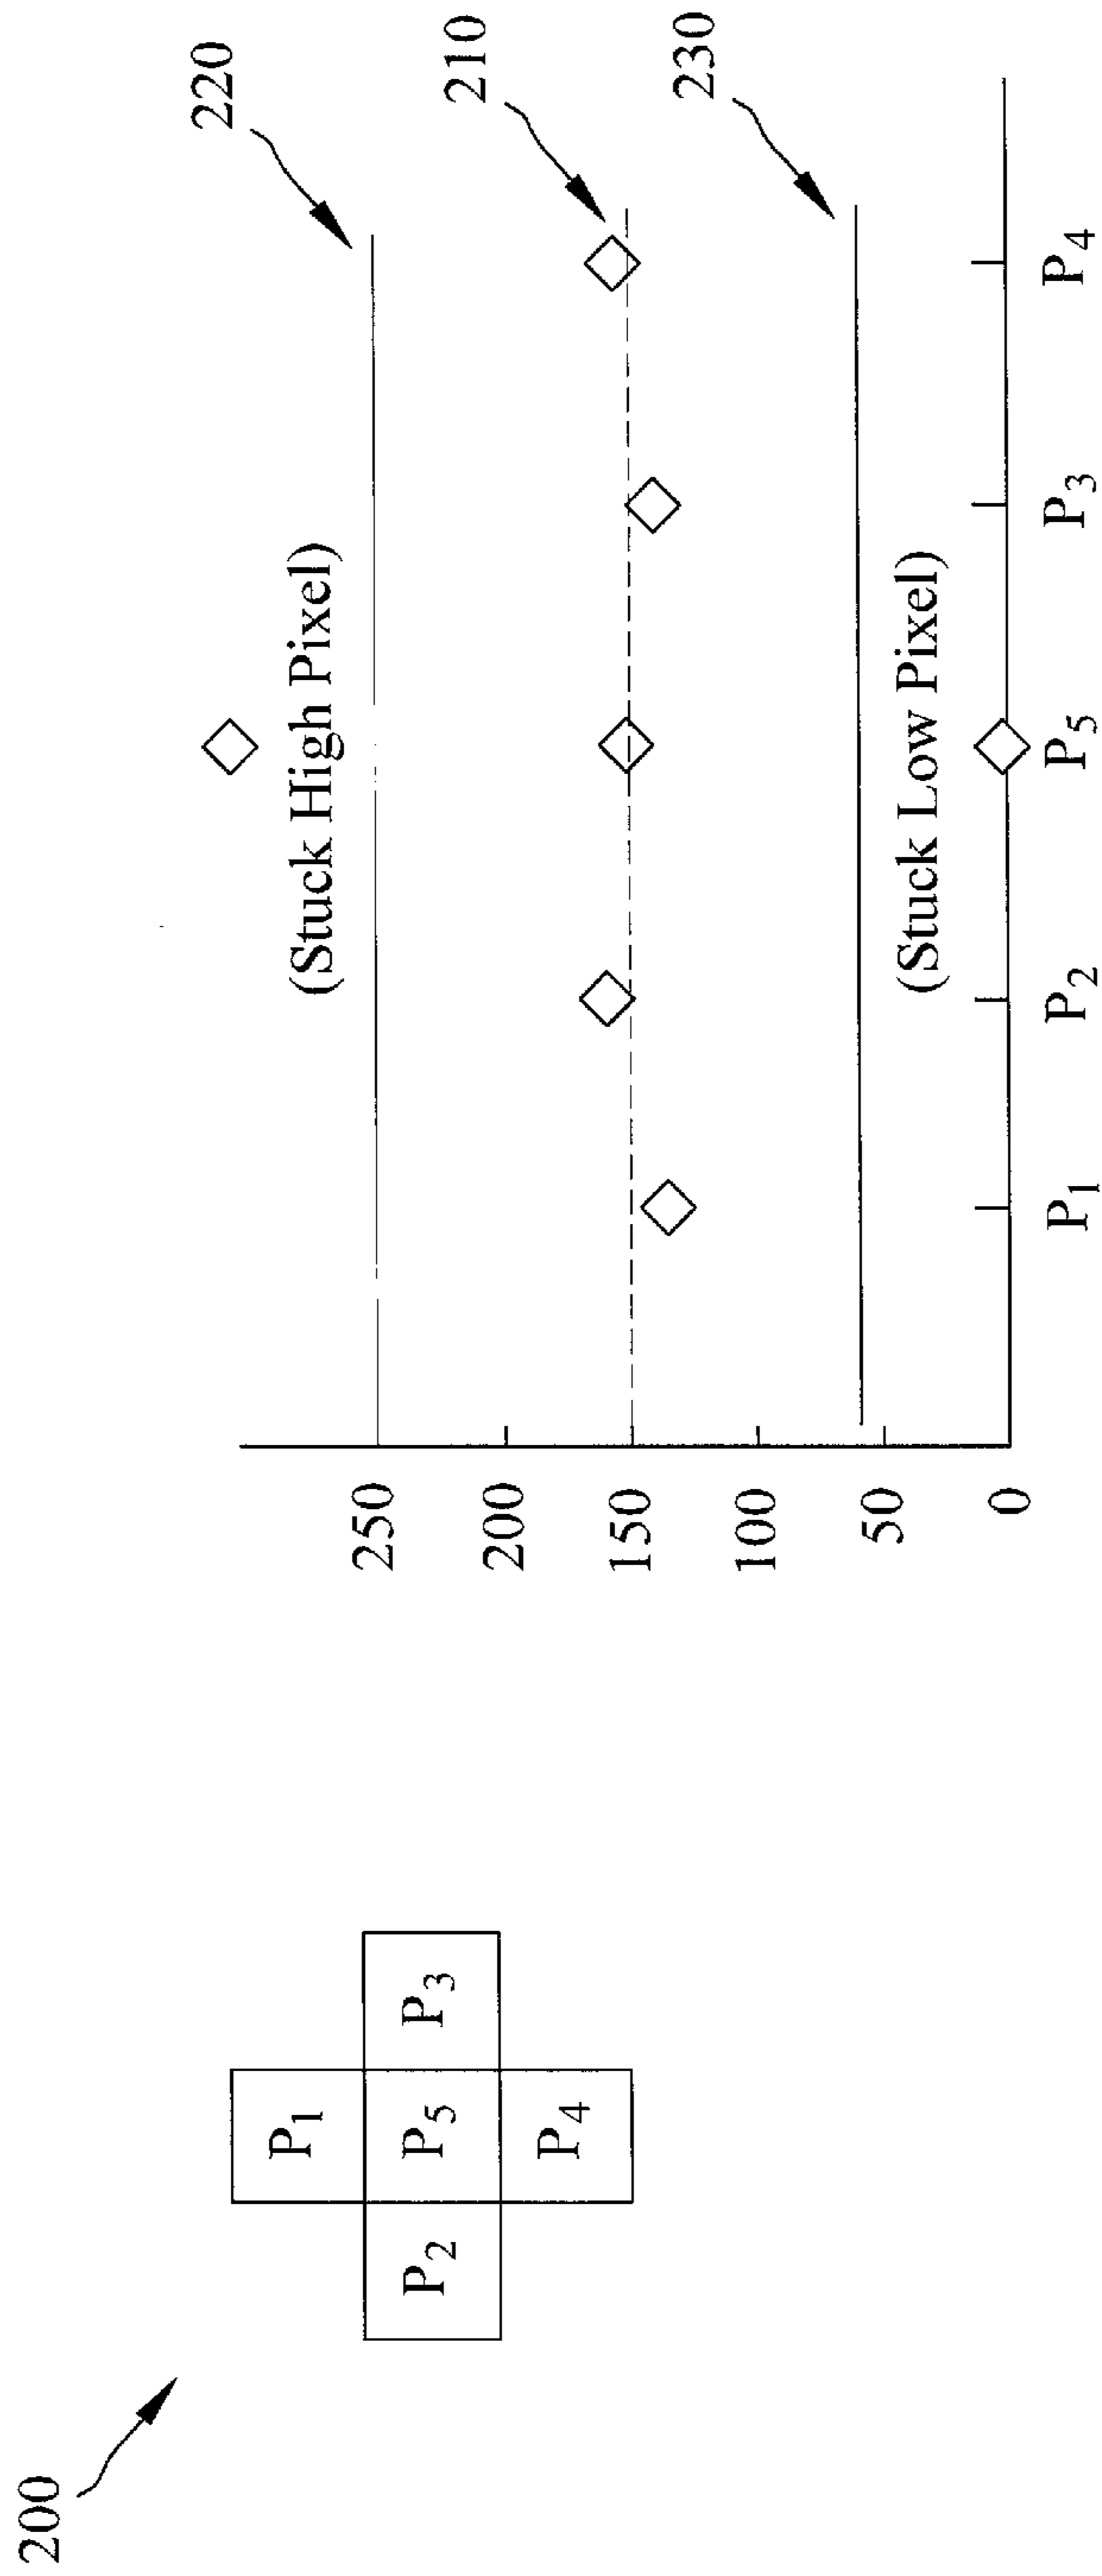 200
P1
P2 P5 P3
P4
220
(Stuck High Pixel)
250
200
210
150
100
230
50
(Stuck Low Pixel)
0
P1 P2 P5 P3 P4